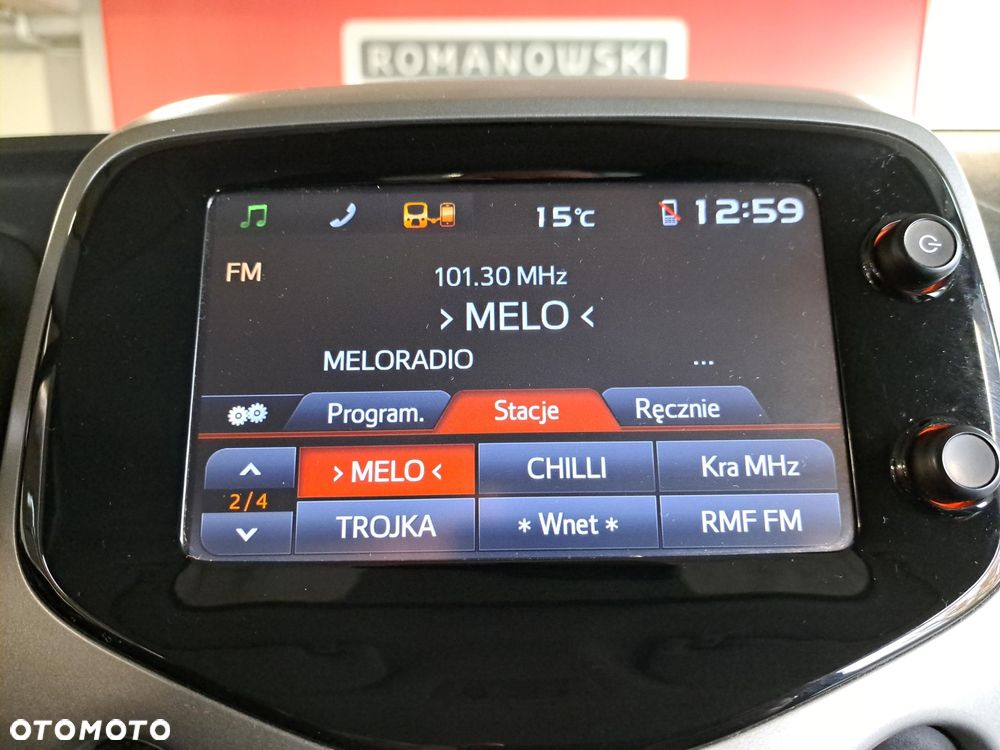 ROMANOWSKI
15°C
12:59
FM
101.30 MHz
› MELO ‹
MELORADIO
...
Program.
Stacje
Ręcznie
› MELO ‹
CHILLI
Kra MHz
2/4
TROJKA
* Wnet *
RMF FM
OTOMOTO